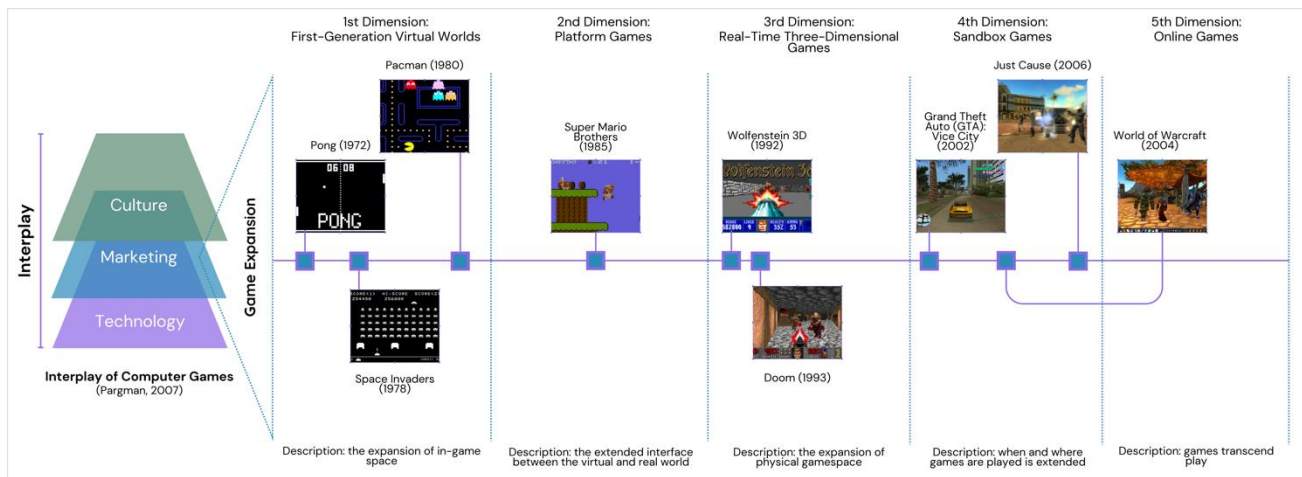 1st Dimension:
First-Generation Virtual Worlds
2nd Dimension:
Platform Games
3rd Dimension:
Real-Time Three-Dimensional
Games
4th Dimension:
Sandbox Games
5th Dimension:
Online Games
Pacman (1980)
Just Cause (2006)
Pong (1972)
06 08
PONG
Super Mario
Brothers
(1985)
Wolfenstein 3D
(1992)
Wolfenstein 3d
Grand Theft
Auto (GTA):
Vice City
(2002)
World of Warcraft
(2004)
Interplay
Culture
Marketing
Technology
Game Expansion
Interplay of Computer Games
(Pargman, 2007)
Space Invaders
(1978)
Doom (1993)
Description: the expansion of in-game
space
Description: the extended interface
between the virtual and real world
Description: the expansion of
physical gamespace
Description: when and where
games are played is extended
Description: games transcend
play